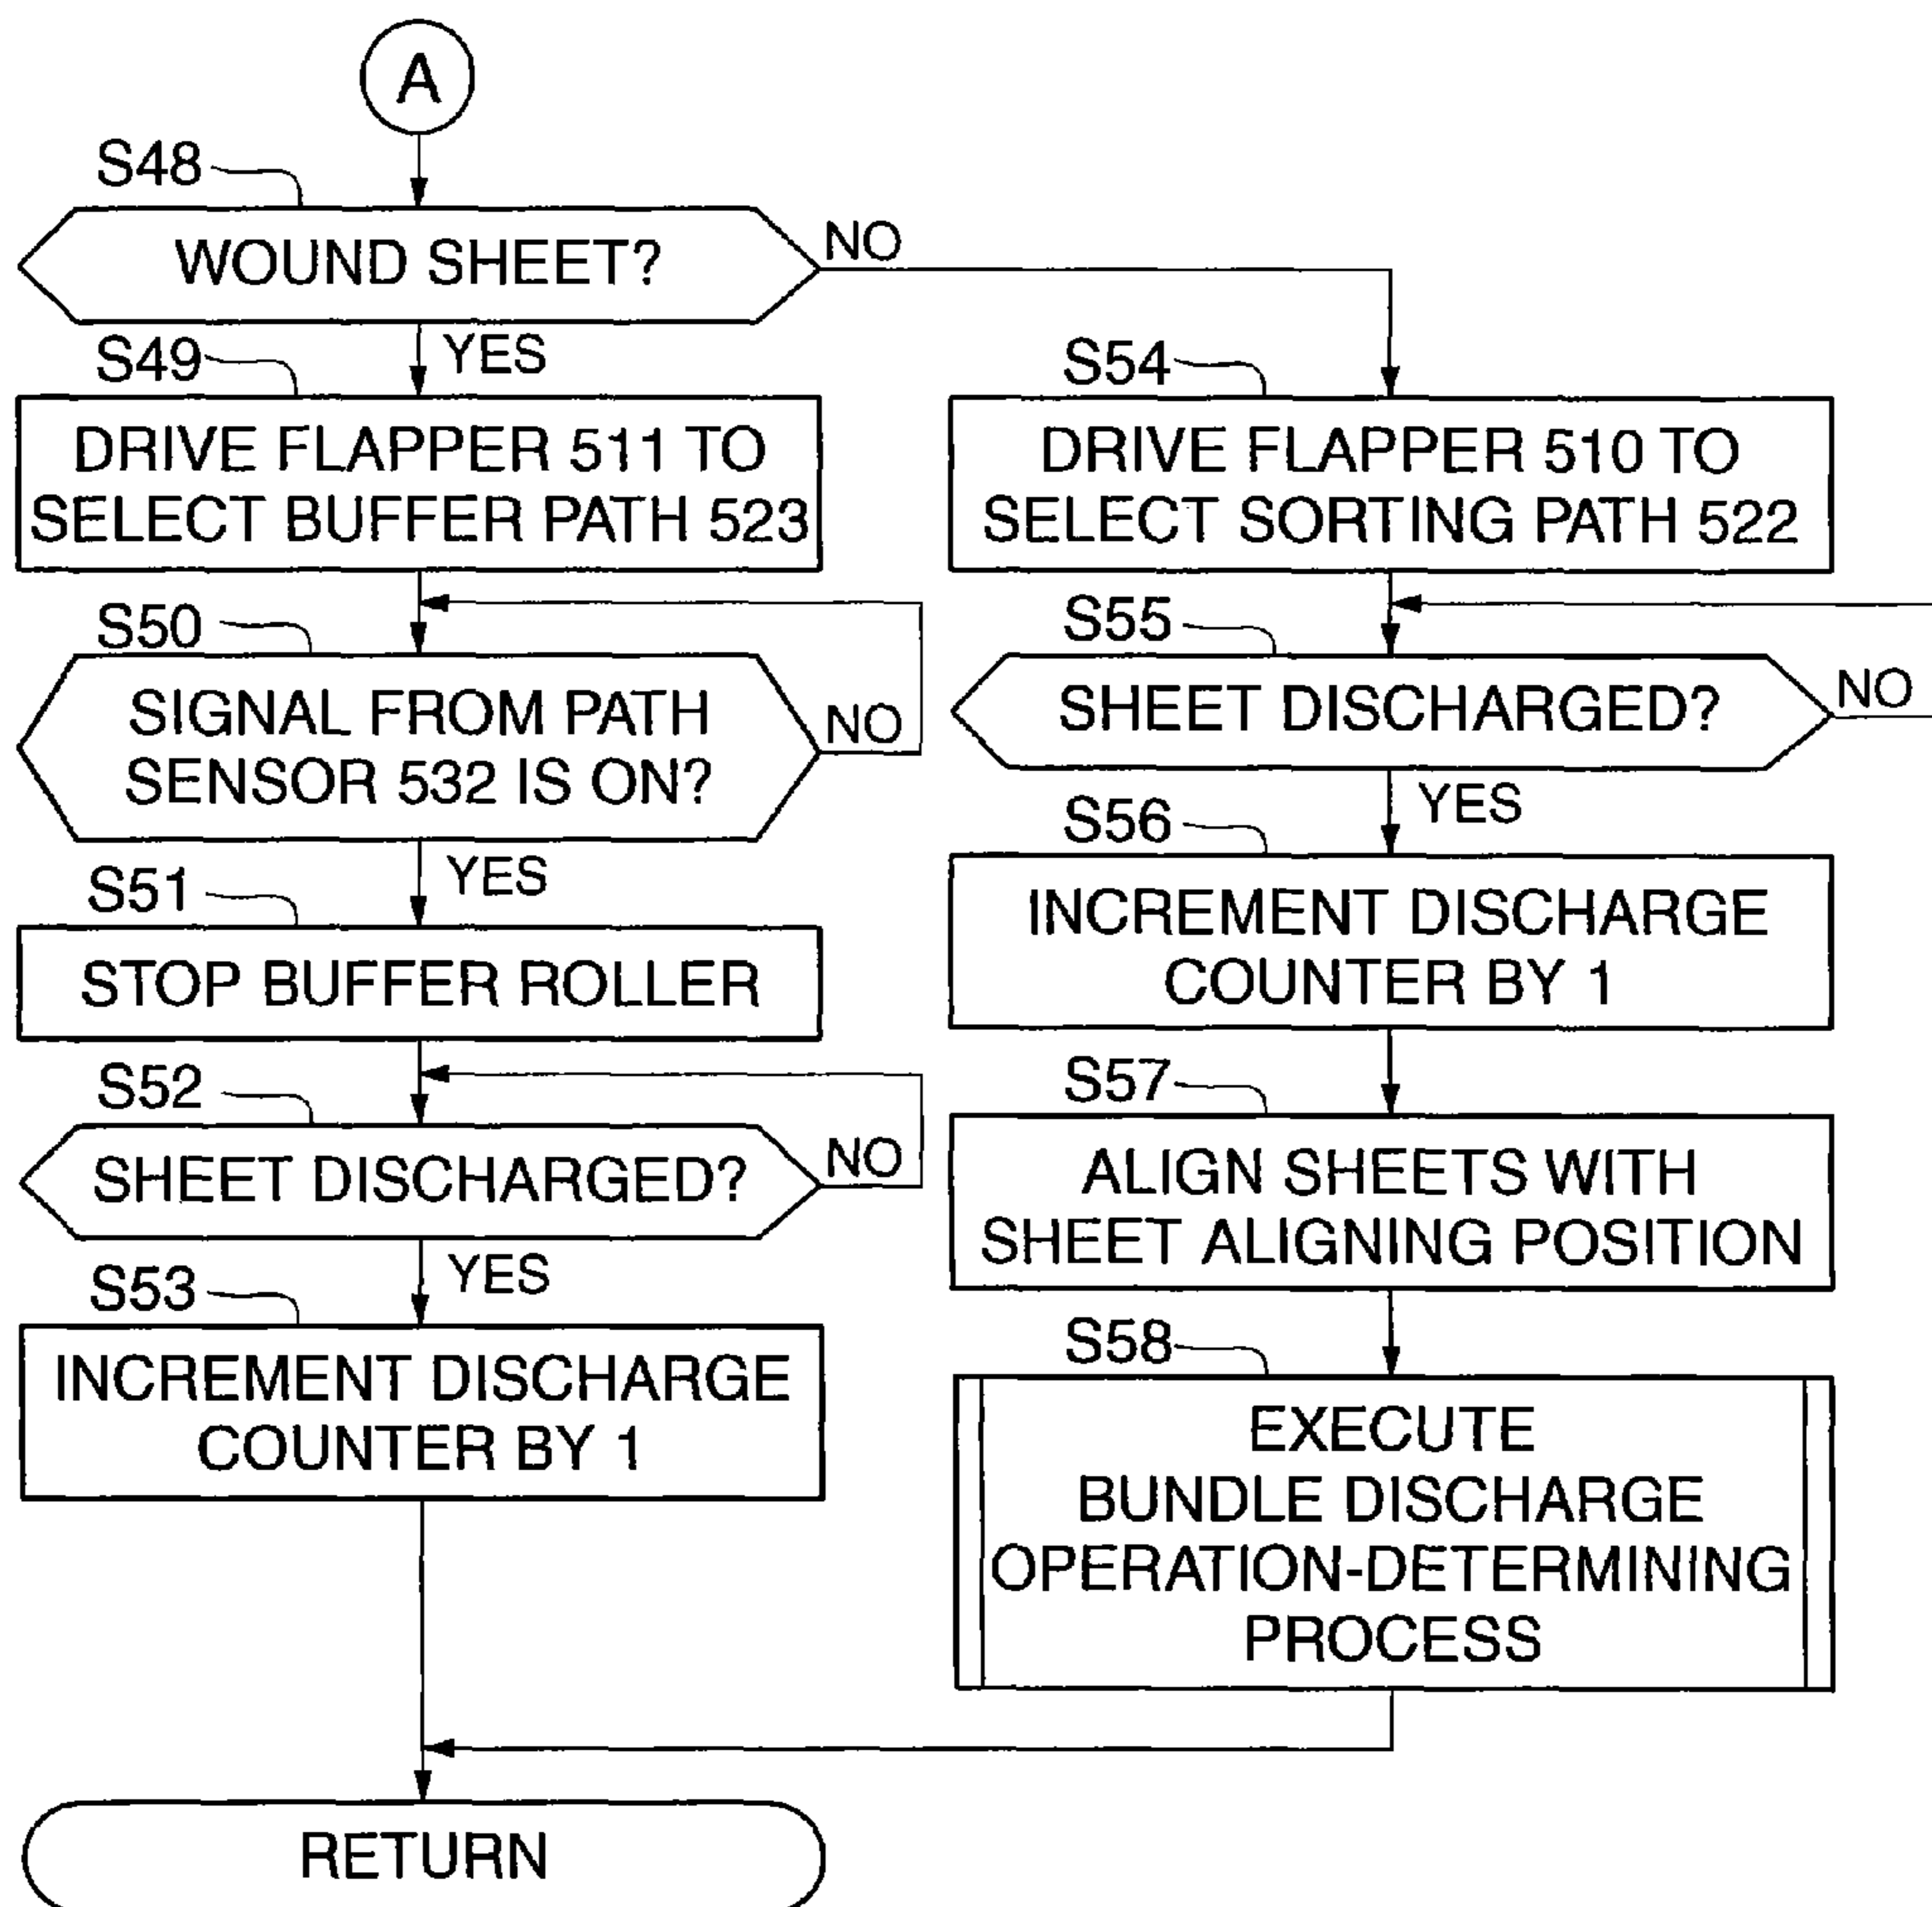 A
S48
WOUND SHEET?
NO
YES
S49
DRIVE FLAPPER 511 TO
SELECT BUFFER PATH 523
S50
SIGNAL FROM PATH
SENSOR 532 IS ON?
NO
YES
S51
STOP BUFFER ROLLER
S52
SHEET DISCHARGED?
NO
YES
S53
INCREMENT DISCHARGE
COUNTER BY 1
S54
DRIVE FLAPPER 510 TO
SELECT SORTING PATH 522
S55
SHEET DISCHARGED?
NO
YES
S56
INCREMENT DISCHARGE
COUNTER BY 1
S57
ALIGN SHEETS WITH
SHEET ALIGNING POSITION
S58
EXECUTE
BUNDLE DISCHARGE
OPERATION-DETERMINING
PROCESS
RETURN